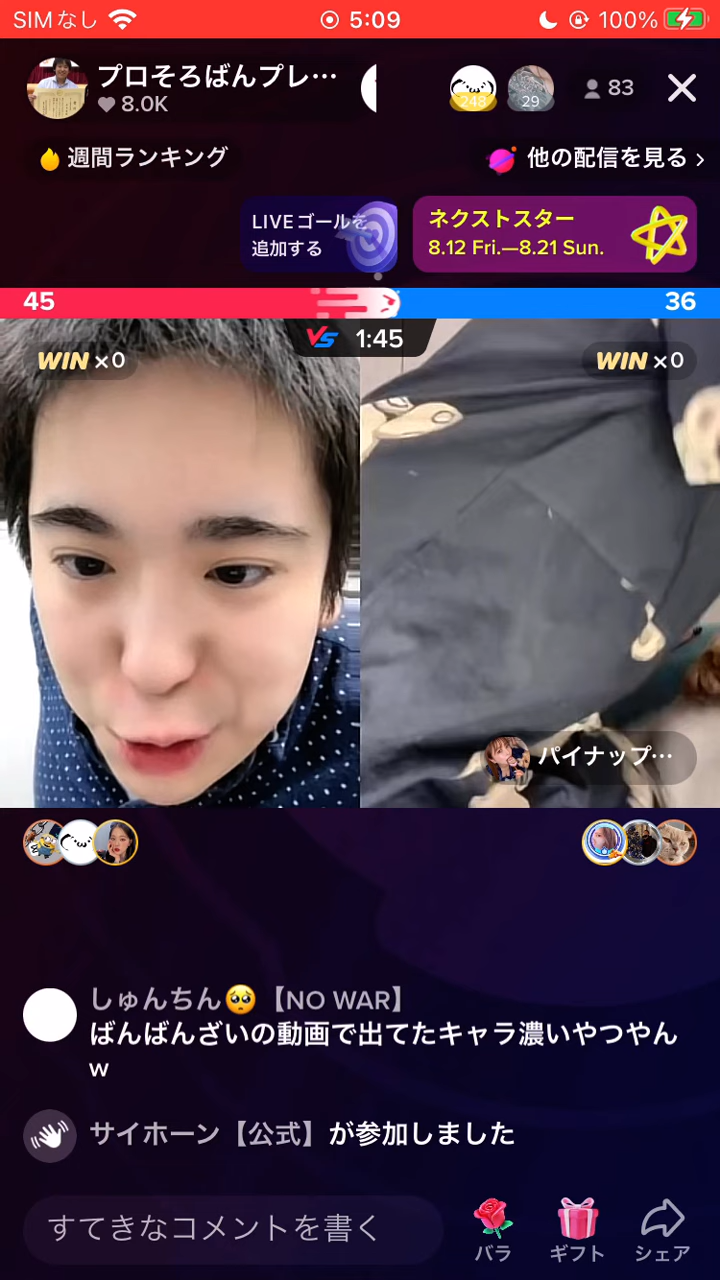 SIMなし 5:09 100%
プロそろばんプレ…
8.0K
248 29 83
週間ランキング
他の配信を見る
LIVEゴールを
追加する
ネクストスター
8.12 Fri.—8.21 Sun.
45 36
VS 1:45
WIN x0 WIN x0
パイナップ…
しゅんちん🥺【NO WAR】
ばんばんざいの動画で出てたキャラ濃いやつやん
w
サイホーン【公式】が参加しました
すてきなコメントを書く
バラ ギフト シェア